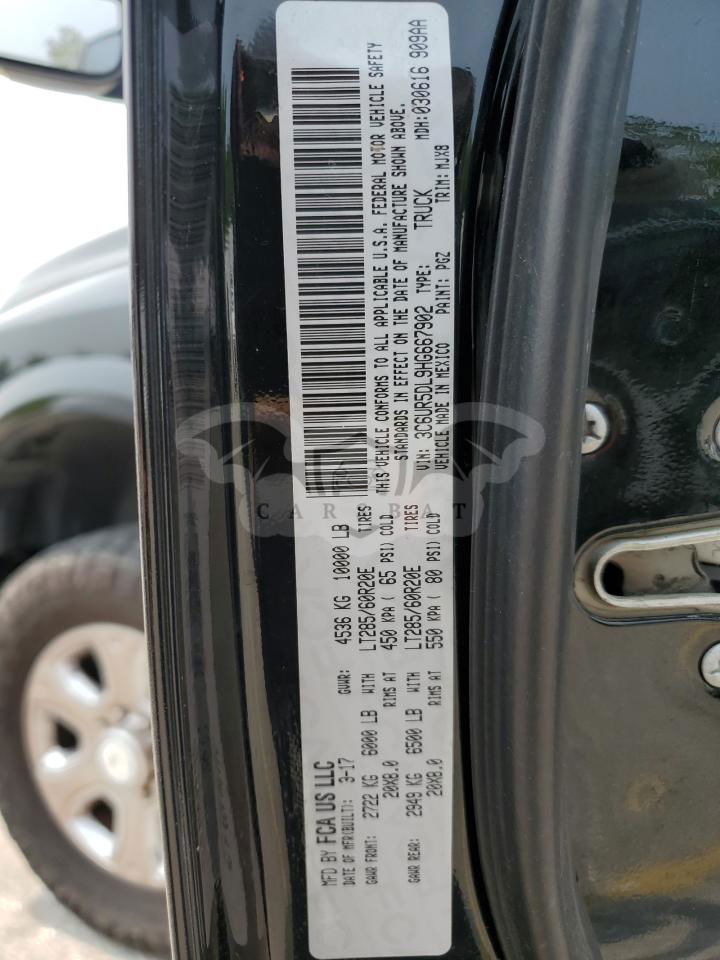 MFD BY FCA US LLC
DATE OF MFR(BUILT): 3-17 GVWR: 4536 KG 10000 LB
GAWR FRONT: 2722 KG 6000 LB WITH LT285/60R20E TIRES
20X8.0 RIMS AT 450 KPA ( 65 PSI) COLD
GAWR REAR: 2949 KG 6500 LB WITH LT285/60R20E TIRES
20X8.0 RIMS AT 550 KPA ( 80 PSI) COLD
THIS VEHICLE CONFORMS TO ALL APPLICABLE U.S.A. FEDERAL MOTOR VEHICLE SAFETY
STANDARDS IN EFFECT ON THE DATE OF MANUFACTURE SHOWN ABOVE.
VIN: 3C6UR5DL9HG667902 TYPE: TRUCK MDH:030616 909AA
VEHICLE MADE IN MEXICO PAINT: PGZ TRIM: MJX8
CARSBAT